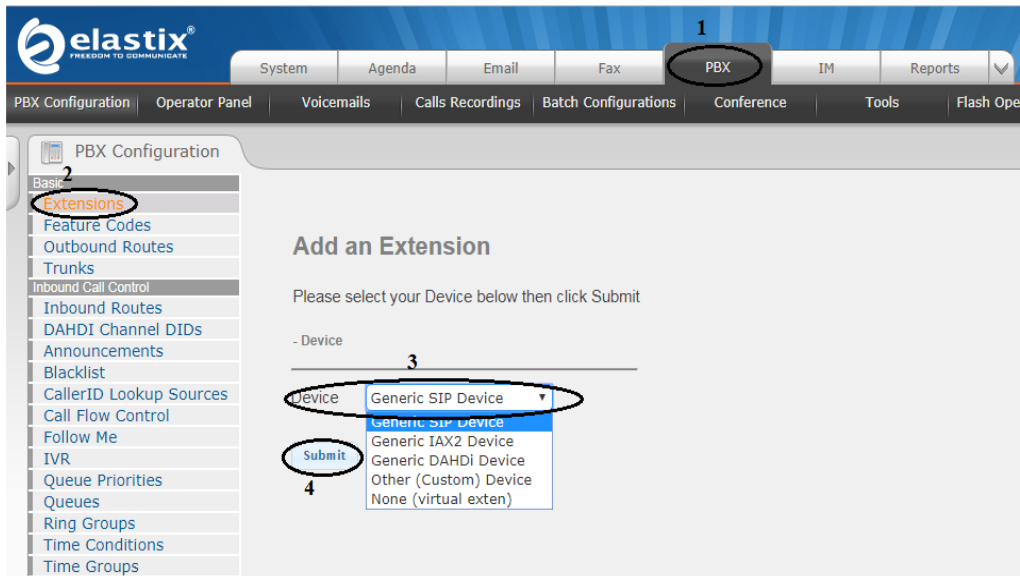 elastix®
FREEDOM TO COMMUNICATE
1
System Agenda Email Fax PBX IM Reports
PBX Configuration Operator Panel Voicemails Calls Recordings Batch Configurations Conference Tools Flash Ope
PBX Configuration
2
Basic
Extensions
Feature Codes
Outbound Routes
Trunks
Inbound Call Control
Inbound Routes
DAHDI Channel DIDs
Announcements
Blacklist
CallerID Lookup Sources
Call Flow Control
Follow Me
IVR
Queue Priorities
Queues
Ring Groups
Time Conditions
Time Groups
Add an Extension
Please select your Device below then click Submit
- Device
3
Device Generic SIP Device
Generic SIP Device
Generic IAX2 Device
Generic DAHDi Device
Other (Custom) Device
None (virtual exten)
Submit
4